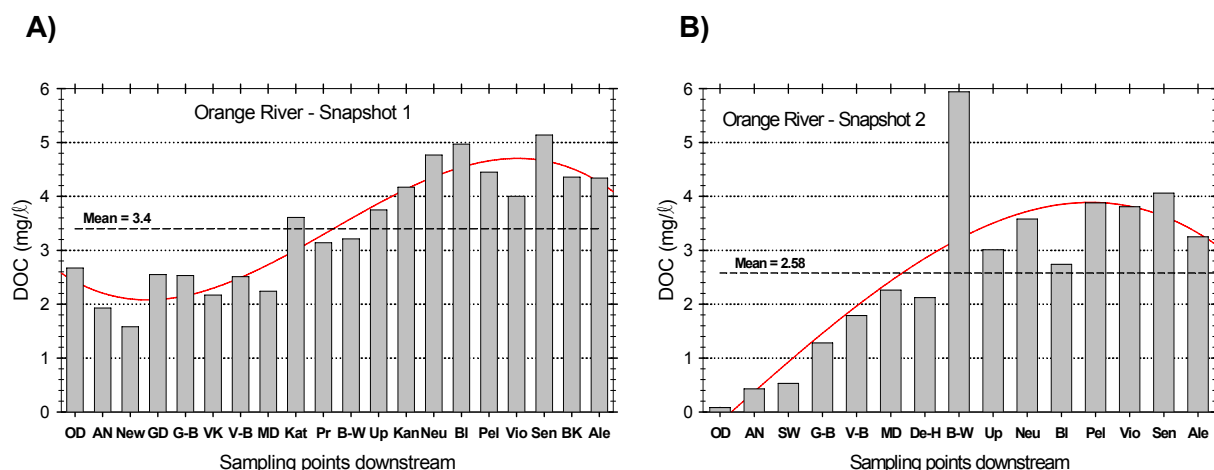 A)
Orange River - Snapshot 1
6
5
4
3
2
1
0
DOC (mg/ℓ)
Mean = 3.4
OD AN New GD G-B VK V-B MD Kat Pr B-W Up Kan Neu Bl Pel Vio Sen BK Ale
Sampling points downstream
B)
Orange River - Snapshot 2
6
5
4
3
2
1
0
DOC (mg/ℓ)
Mean = 2.58
OD AN SW G-B V-B MD De-H B-W Up Neu Bl Pel Vio Sen Ale
Sampling points downstream